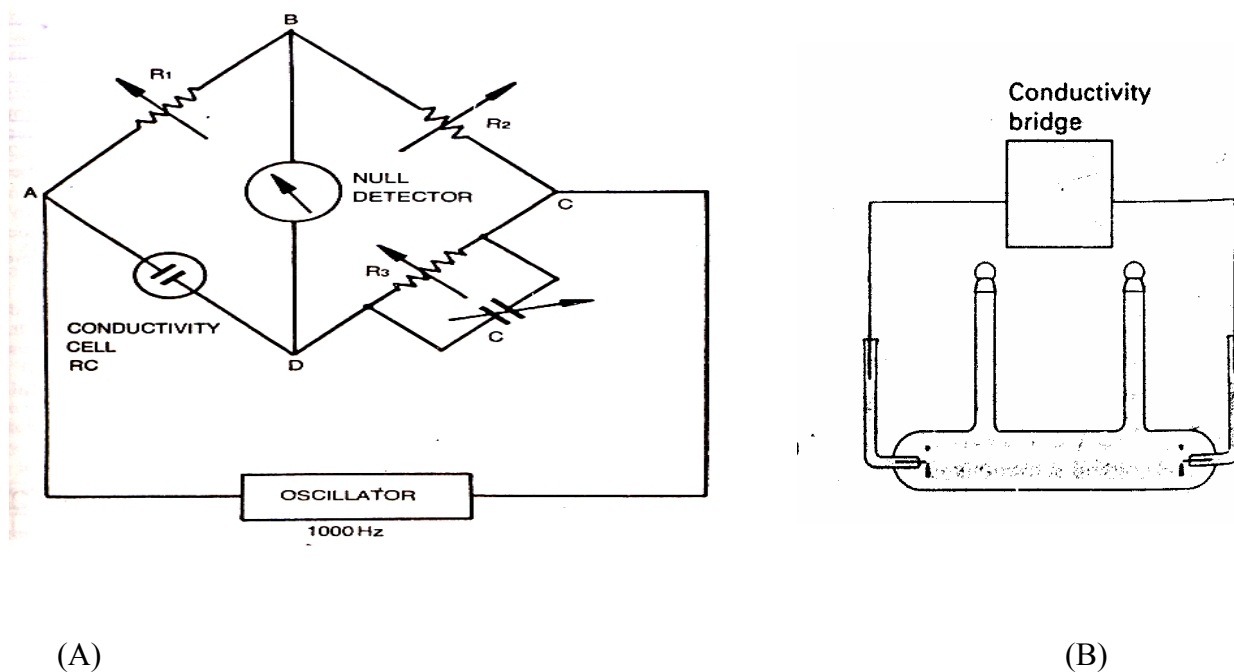 B
R1
R2
A
NULL
DETECTOR
C
R3
C
CONDUCTIVITY
CELL
RC
D
OSCILLATOR
1000 Hz
Conductivity
bridge
(A)
(B)